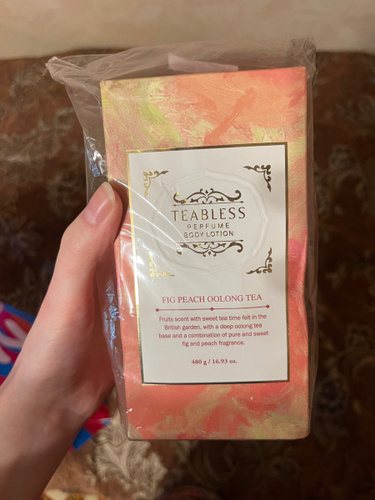 TEABLESS
PERFUME
BODY LOTION
FIG PEACH OOLONG TEA
Fruits scent with sweet tea time felt in the
British garden, with a deep oolong tea
base and a combination of pure and sweet
fig and peach fragrance.
480 g / 16.93 oz.